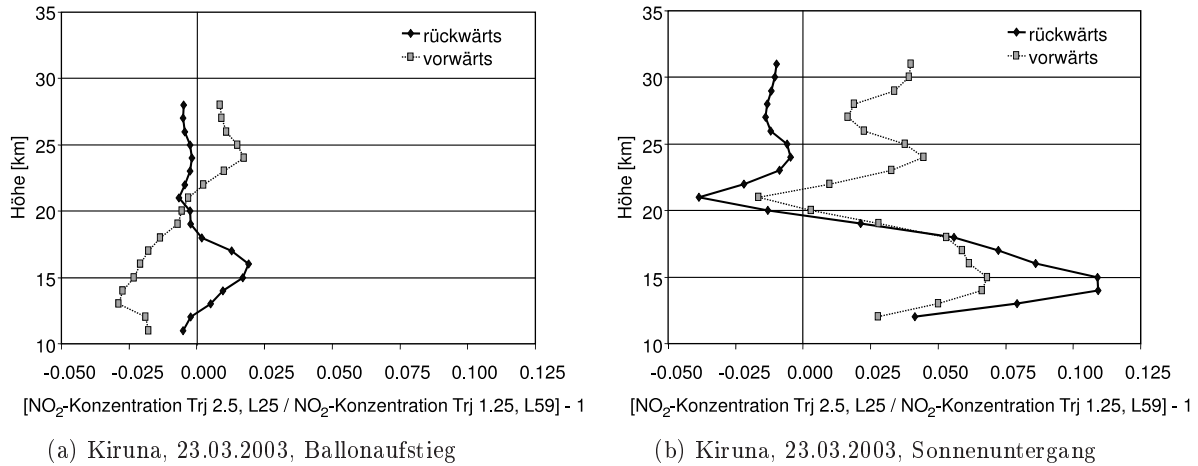 35
30
25
20
15
10
Höhe [km]
rückwärts
vorwärts
-0.050 -0.025 0.000 0.025 0.050 0.075 0.100 0.125
[NO₂-Konzentration Trj 2.5, L25 / NO₂-Konzentration Trj 1.25, L59] - 1
(a) Kiruna, 23.03.2003, Ballonaufstieg
35
30
25
20
15
10
Höhe [km]
rückwärts
vorwärts
-0.050 -0.025 0.000 0.025 0.050 0.075 0.100 0.125
[NO₂-Konzentration Trj 2.5, L25 / NO₂-Konzentration Trj 1.25, L59] - 1
(b) Kiruna, 23.03.2003, Sonnenuntergang